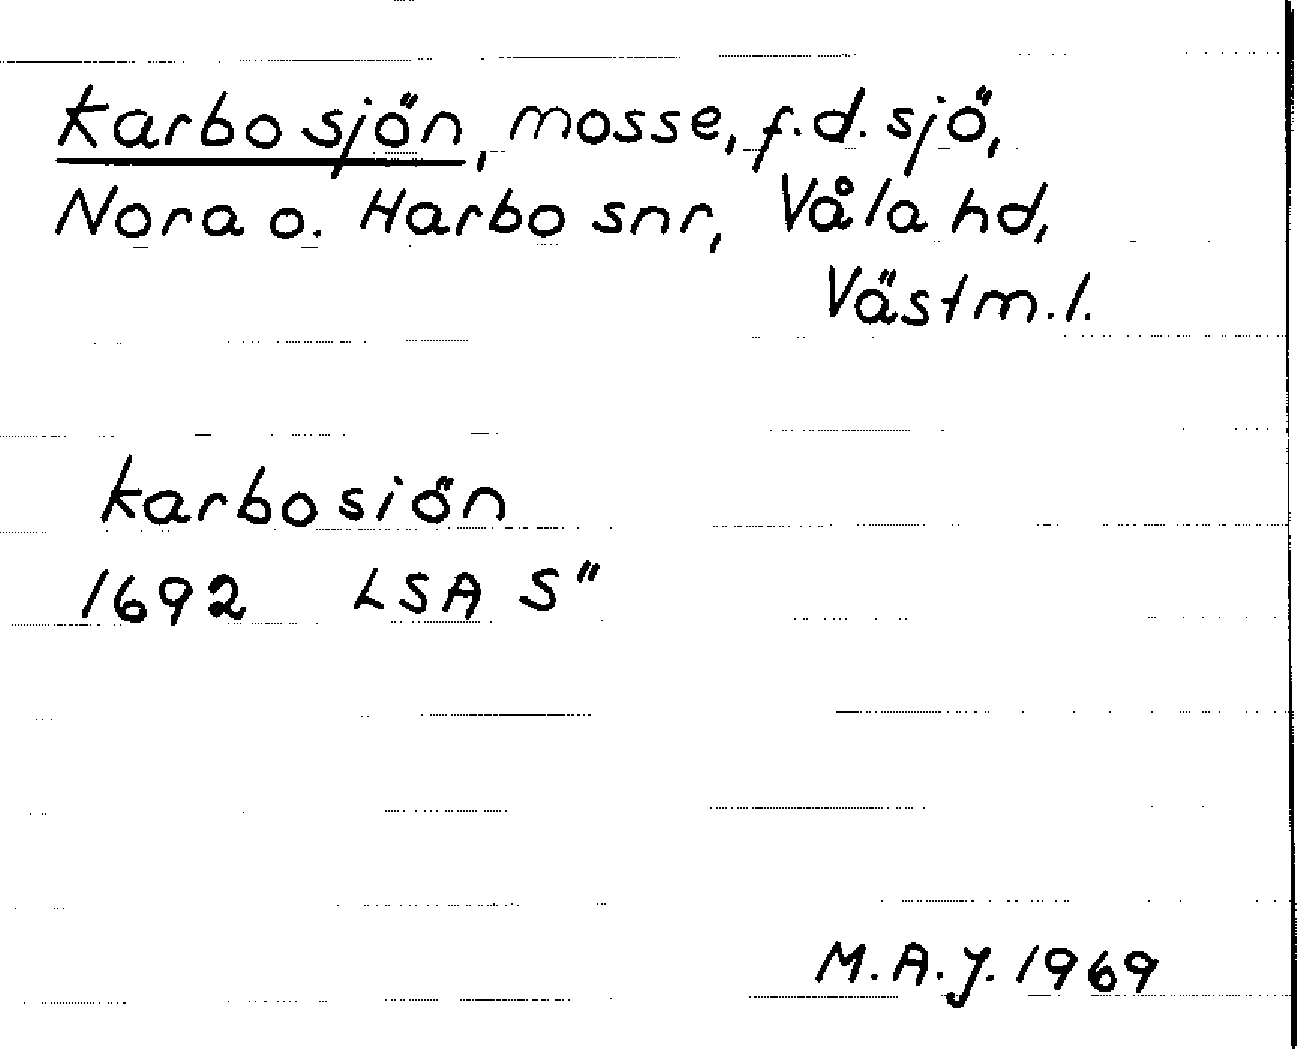 Karbosjön, mosse, f.d. sjö,
Nora o. Harbo snr, Våla hd,
Västm.l.
karbosiön
1692 LSA S"
M.A.J. 1969